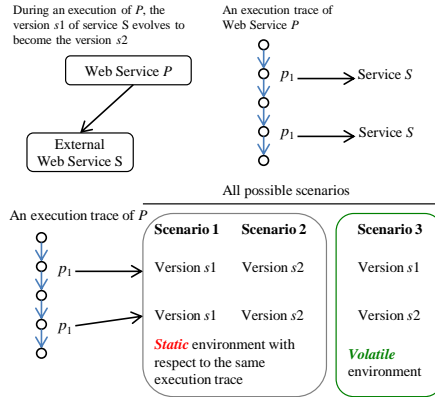 During an execution of P, the
version s1 of service S evolves to
become the version s2
Web Service P
External
Web Service S
An execution trace of
Web Service P
p1
Service S
p1
Service S
All possible scenarios
An execution trace of P
p1
p1
Scenario 1
Scenario 2
Scenario 3
Version s1
Version s2
Version s1
Version s1
Version s2
Version s2
Static environment with
respect to the same
execution trace
Volatile
environment